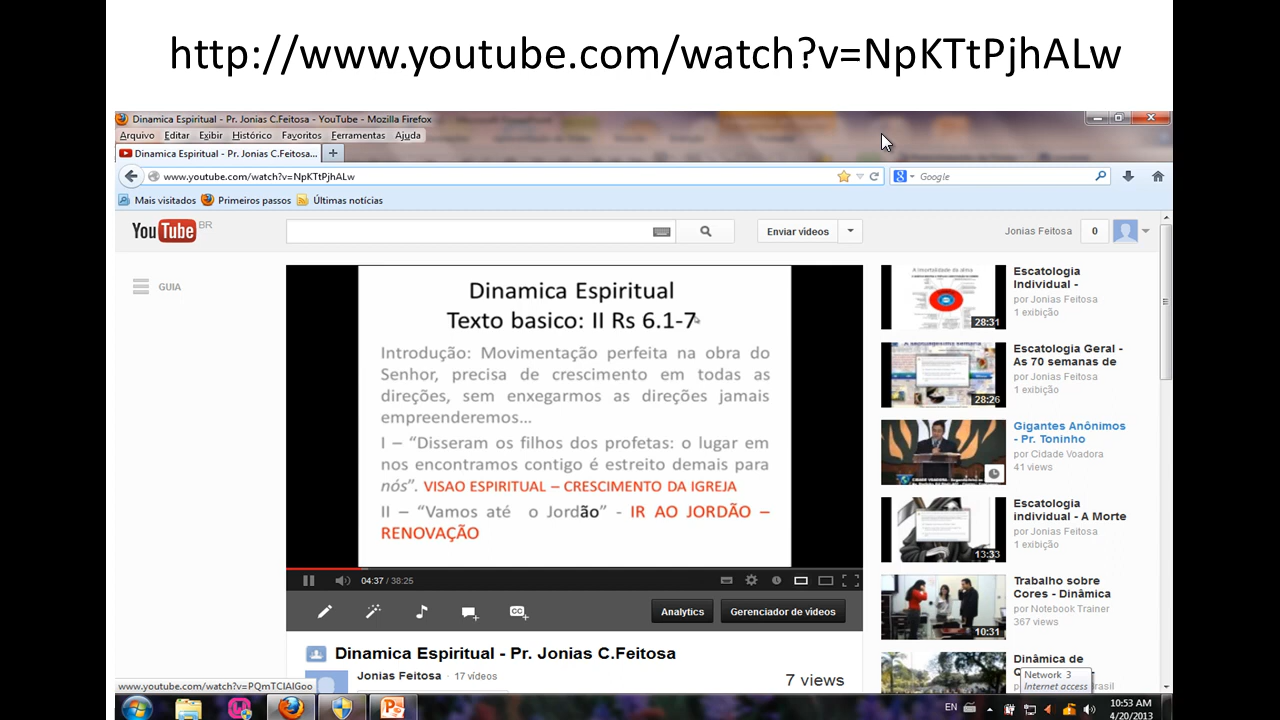 http://www.youtube.com/watch?v=NpKTtPjhALw
Dinamica Espiritual - Pr. Jonias C.Feitosa - YouTube - Mozilla Firefox
Arquivo Editar Exibir Histórico Favoritos Ferramentas Ajuda
Dinamica Espiritual - Pr. Jonias C.Feitosa...
www.youtube.com/watch?v=NpKTtPjhALw
Google
Mais visitados Primeiros passos Últimas notícias
YouTube BR
Enviar vídeos
Jonias Feitosa 0
GUIA
Dinamica Espiritual
Texto basico: II Rs 6.1-7
Introdução: Movimentação perfeita na obra do
Senhor, precisa de crescimento em todas as
direções, sem enxegarmos as direções jamais
empreenderemos...
I – “Disseram os filhos dos profetas: o lugar em
nos encontramos contigo é estreito demais para
nós”. VISAO ESPIRITUAL – CRESCIMENTO DA IGREJA
II – “Vamos até o Jordão” - IR AO JORDÃO –
RENOVAÇÃO
04:37 / 38:25
Analytics
Gerenciador de vídeos
Dinamica Espiritual - Pr. Jonias C.Feitosa
Jonias Feitosa · 17 vídeos
7 views
A imortalidade da alma
28:31
Escatologia
Individual -
por Jonias Feitosa
1 exibição
28:26
Escatologia Geral -
As 70 semanas de
por Jonias Feitosa
1 exibição
Gigantes Anônimos
- Pr. Toninho
por Cidade Voadora
41 views
13:33
Escatologia
individual - A Morte
por Jonias Feitosa
1 exibição
10:31
Trabalho sobre
Cores - Dinâmica
por Notebook Trainer
367 views
Dinâmica de
Network 3
Internet access
www.youtube.com/watch?v=PQmTCIAIGoo
EN
10:53 AM
4/20/2013